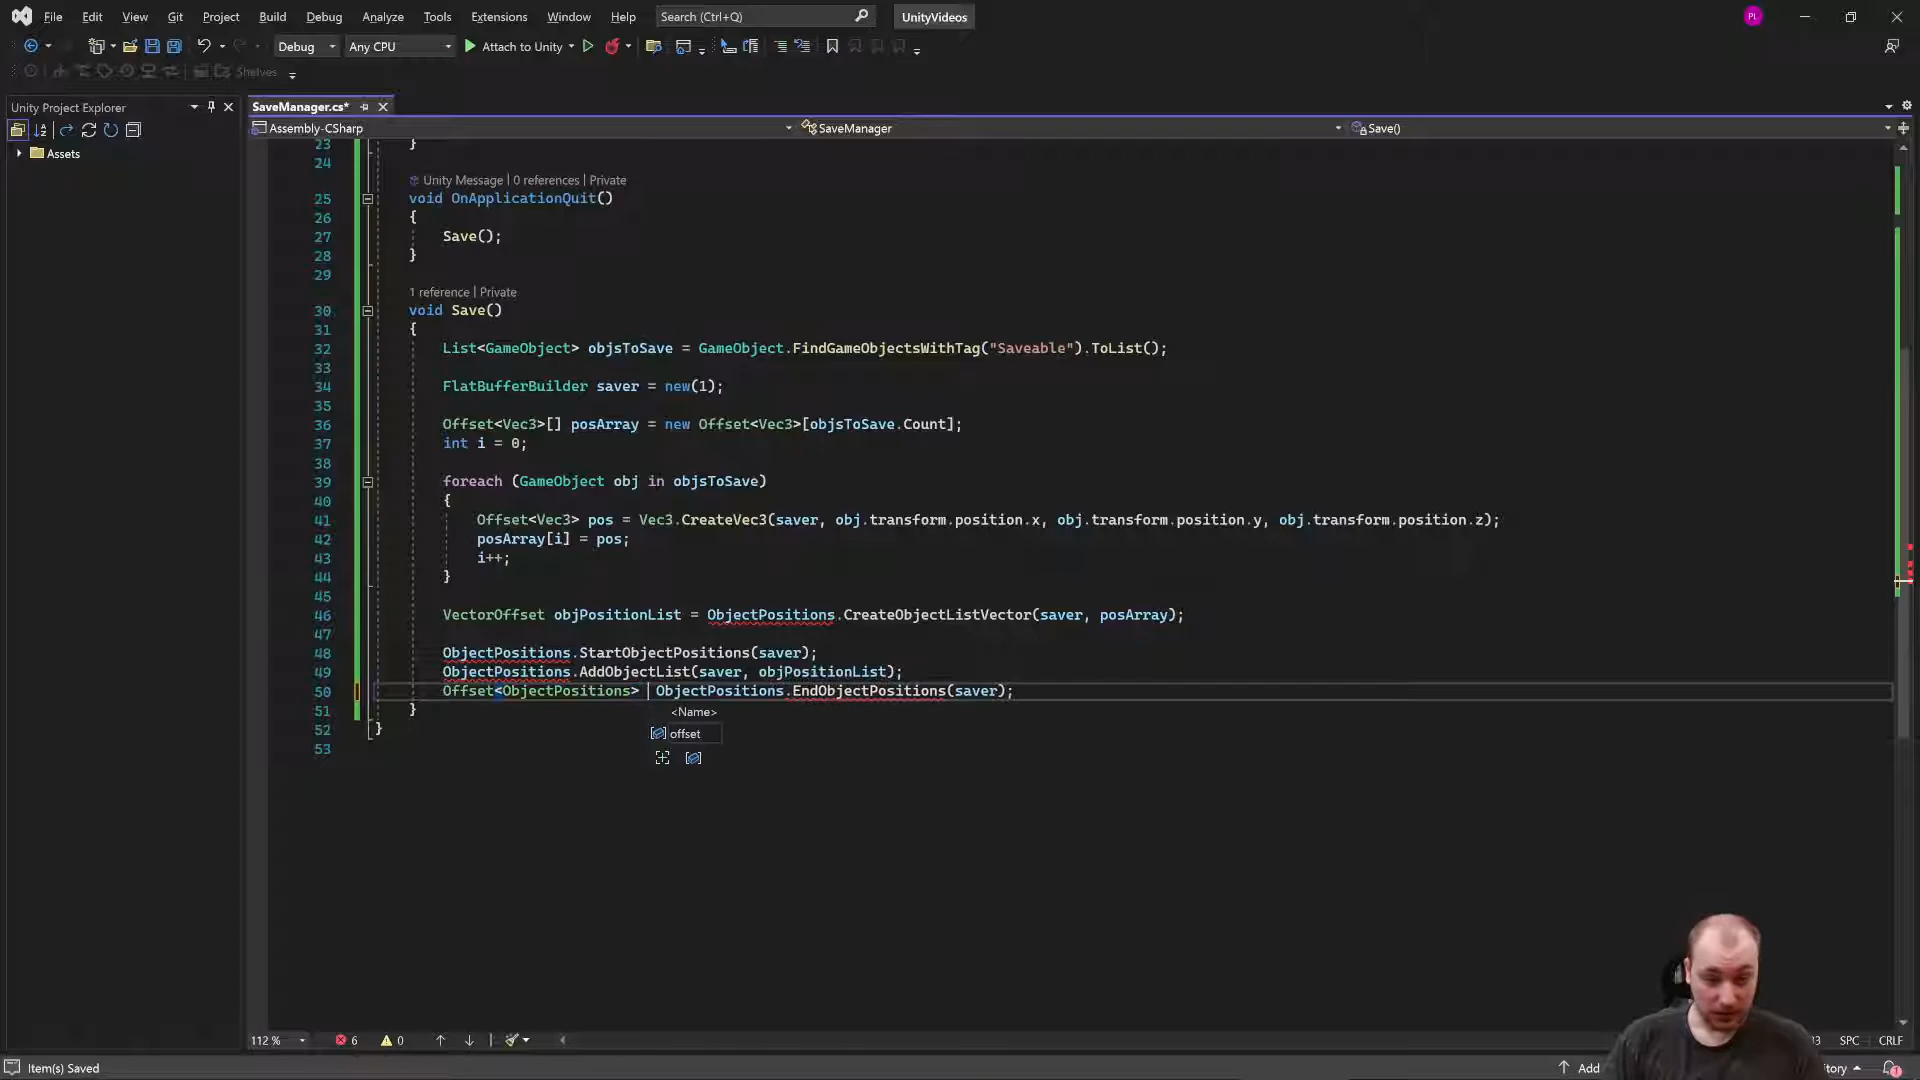 File Edit View Git Project Build Debug Analyze Tools Extensions Window Help Search (Ctrl+Q) UnityVideos PL
Debug Any CPU Attach to Unity
Shelves
Unity Project Explorer
Assets
SaveManager.cs*
Assembly-CSharp SaveManager Save()
23 }
24
Unity Message | 0 references | Private
25 void OnApplicationQuit()
26 {
27 Save();
28 }
29
1 reference | Private
30 void Save()
31 {
32 List<GameObject> objsToSave = GameObject.FindGameObjectsWithTag("Saveable").ToList();
33
34 FlatBufferBuilder saver = new(1);
35
36 Offset<Vec3>[] posArray = new Offset<Vec3>[objsToSave.Count];
37 int i = 0;
38
39 foreach (GameObject obj in objsToSave)
40 {
41 Offset<Vec3> pos = Vec3.CreateVec3(saver, obj.transform.position.x, obj.transform.position.y, obj.transform.position.z);
42 posArray[i] = pos;
43 i++;
44 }
45
46 VectorOffset objPositionList = ObjectPositions.CreateObjectListVector(saver, posArray);
47
48 ObjectPositions.StartObjectPositions(saver);
49 ObjectPositions.AddObjectList(saver, objPositionList);
50 Offset<ObjectPositions> ObjectPositions.EndObjectPositions(saver);
51 }
<Name>
52 }
offset
53
112 % 6 0 SPC CRLF
Item(s) Saved Add